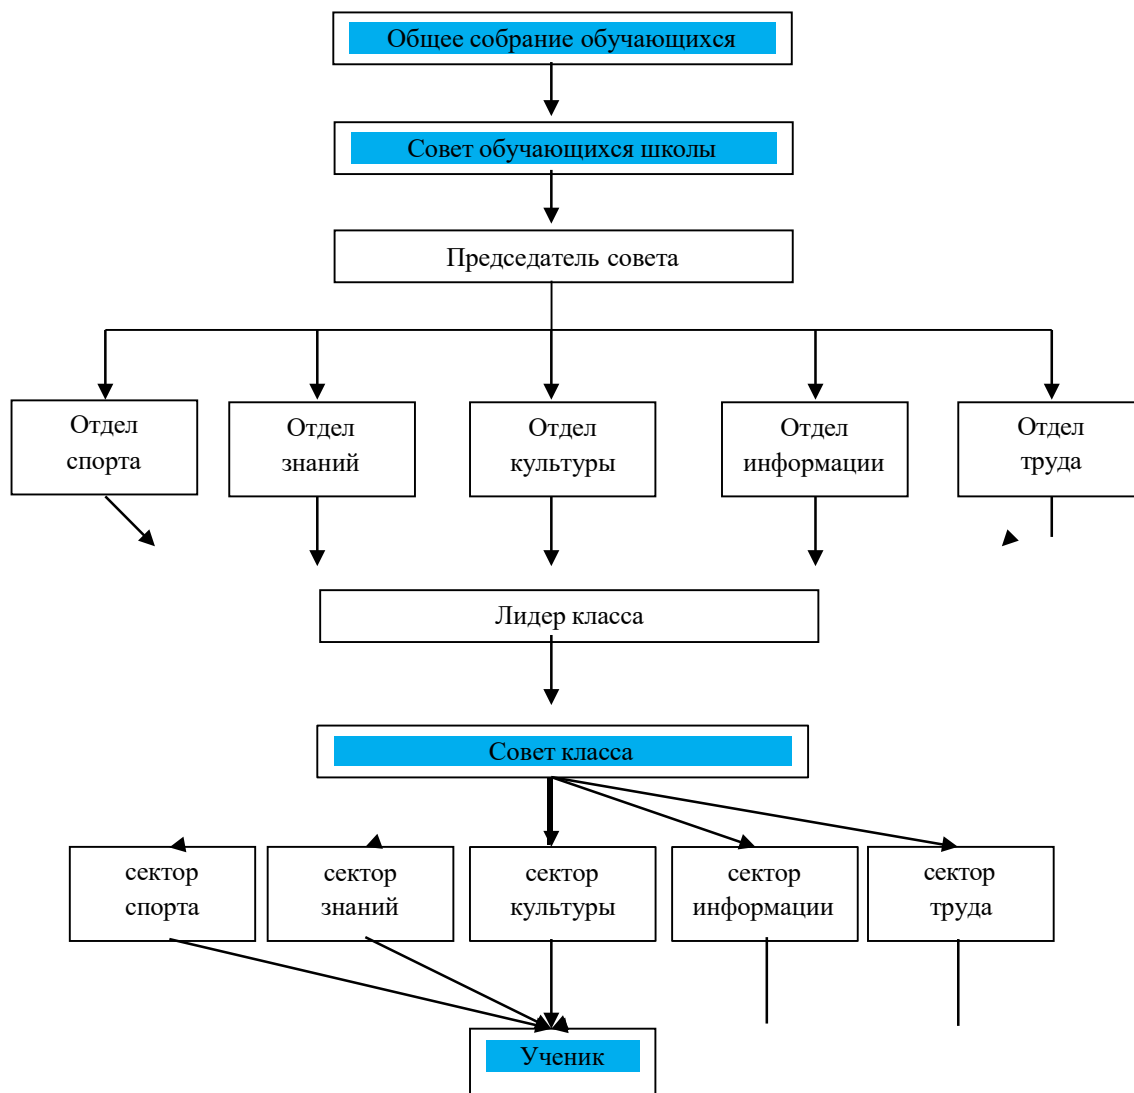 Общее собрание обучающихся
Совет обучающихся школы
Председатель совета
Отдел
спорта
Отдел
знаний
Отдел
культуры
Отдел
информации
Отдел
труда
Лидер класса
Совет класса
сектор
спорта
сектор
знаний
сектор
культуры
сектор
информации
сектор
труда
Ученик